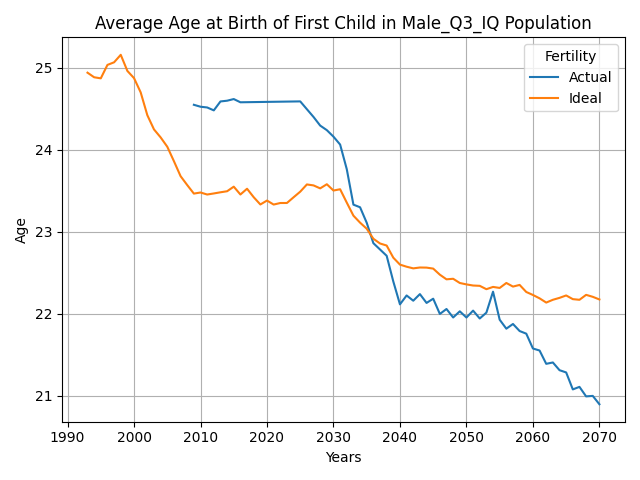 Average Age at Birth of First Child in Male_Q3_IQ Population
Fertility
Actual
Ideal
Age
25
24
23
22
21
1990 2000 2010 2020 2030 2040 2050 2060 2070
Years